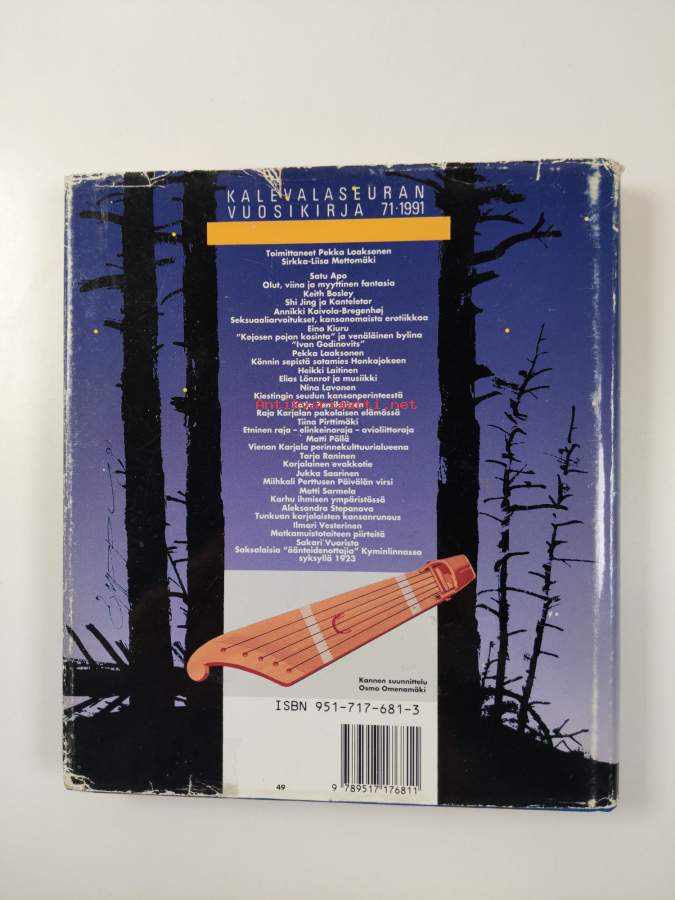 KALEVALASEURAN
VUOSIKIRJA 71·1991
Toimittaneet Pekka Laaksonen
Sirkka-Liisa Mettomäki
Satu Apo
Olut, viina ja myyttinen fantasia
Keith Bosley
Shi Jing ja Kanteletar
Annikki Kaivola-Bregenhøj
Seksuaaliarvoitukset, kansanomaista erotiikkaa
Eino Kiuru
"Kojosen pojan kosinta" ja venäläinen bylina
"Ivan Godinovits"
Pekka Laaksonen
Könnin sepistä sotamies Honkajokeen
Heikki Laitinen
Elias Lönnrot ja musiikki
Nina Lavonen
Kiestingin seudun kansanperinteestä
Antikvariaatti.net
Raja Karjalan pakolaisen elämässä
Tiina Pirttimäki
Etninen raja – elinkeinoraja – avioliittoraja
Matti Pöllä
Vienan Karjala perinnekulttuurialueena
Tarja Raninen
Karjalainen evakkotie
Jukka Saarinen
Miihkali Perttusen Päivölän virsi
Matti Sarmela
Karhu ihmisen ympäristössä
Aleksandra Stepanova
Tunkuan karjalaisten kansanrunous
Ilmari Vesterinen
Matkamuistotaiteen piirteitä
Sakari Vuoristo
Saksalaisia "äänteidenottajia" Kyminlinnassa
syksyllä 1923
Kannen suunnittelu
Osmo Omenamäki
ISBN 951-717-681-3
49
9 789517 176811